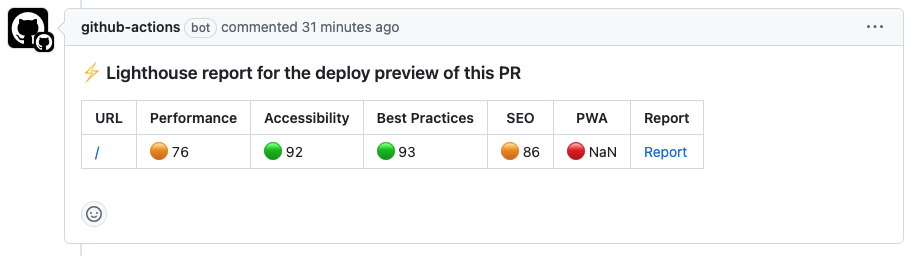 github-actions bot commented 31 minutes ago ...
⚡ Lighthouse report for the deploy preview of this PR
URL Performance Accessibility Best Practices SEO PWA Report
/ 🟠 76 🟢 92 🟢 93 🟠 86 🔴 NaN Report